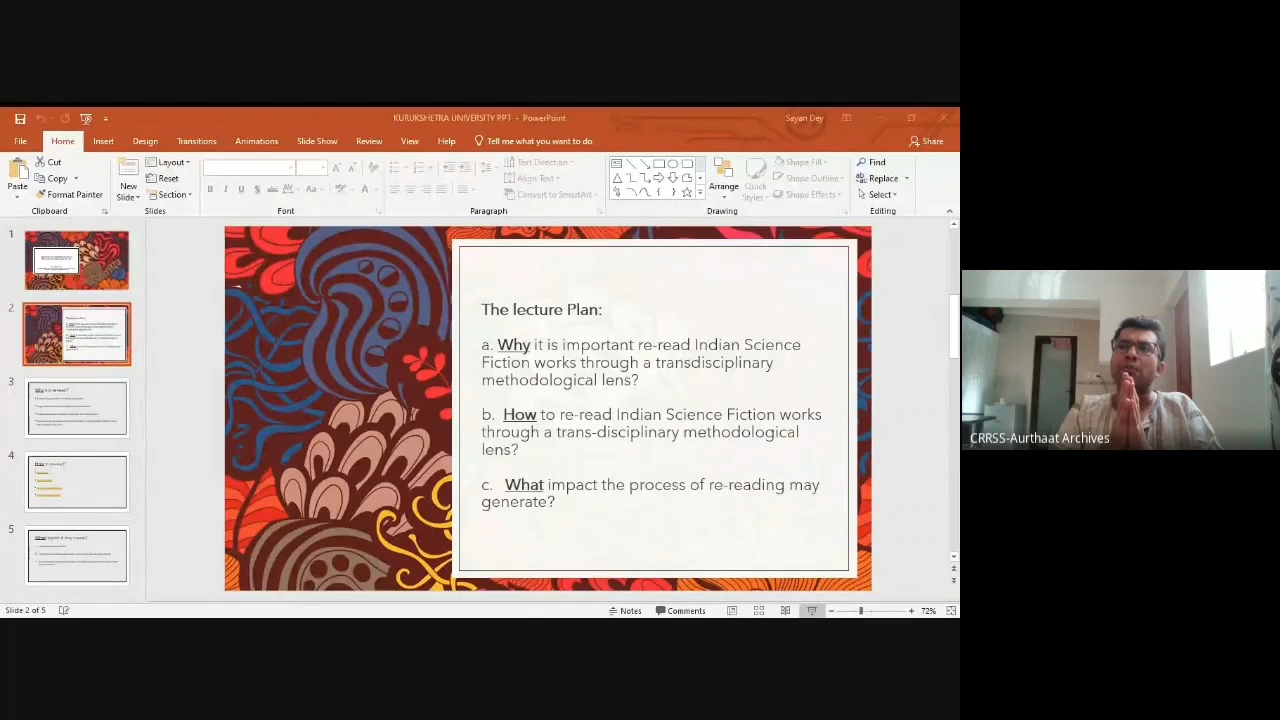 KURUKSHETRA UNIVERSITY PPT - PowerPoint
Sayan Dey
File Home Insert Design Transitions Animations Slide Show Review View Help Tell me what you want to do Share
Paste
Cut
Copy
Format Painter
Clipboard
New Slide
Layout
Reset
Section
Slides
Font
Text Direction
Align Text
Convert to SmartArt
Paragraph
Arrange
Quick Styles
Shape Fill
Shape Outline
Shape Effects
Drawing
Find
Replace
Select
Editing
1
2
3
4
5
The lecture Plan:
a. Why it is important re-read Indian Science
Fiction works through a transdisciplinary
methodological lens?
b. How to re-read Indian Science Fiction works
through a trans-disciplinary methodological
lens?
c. What impact the process of re-reading may
generate?
CRRSS-Aurthaat Archives
Slide 2 of 5
Notes Comments 72%